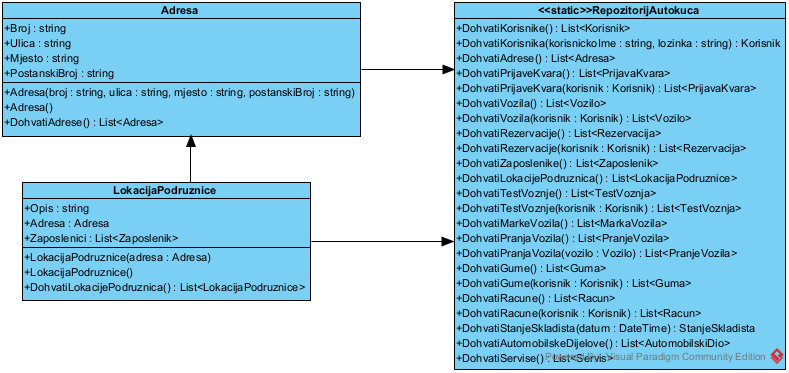 Adresa
+Broj : string
+Ulica : string
+Mjesto : string
+PostanskiBroj : string
+Adresa(broj : string, ulica : string, mjesto : string, postanskiBroj : string)
+Adresa()
+DohvatiAdrese() : List<Adresa>
LokacijaPodruznice
+Opis : string
+Adresa : Adresa
+Zaposlenici : List<Zaposlenik>
+LokacijaPodruznice(adresa : Adresa)
+LokacijaPodruznice()
+DohvatiLokacijePodruznica() : List<LokacijaPodruznice>
<<static>>RepozitorijAutokuca
+DohvatiKorisnike() : List<Korisnik>
+DohvatiKorisnika(korisnickoIme : string, lozinka : string) : Korisnik
+DohvatiAdrese() : List<Adresa>
+DohvatiPrijaveKvara() : List<PrijavaKvara>
+DohvatiPrijaveKvara(korisnik : Korisnik) : List<PrijavaKvara>
+DohvatiVozila() : List<Vozilo>
+DohvatiVozila(korisnik : Korisnik) : List<Vozilo>
+DohvatiRezervacije() : List<Rezervacija>
+DohvatiRezervacije(korisnik : Korisnik) : List<Rezervacija>
+DohvatiZaposlenike() : List<Zaposlenik>
+DohvatiLokacijePodruznica() : List<LokacijaPodruznice>
+DohvatiTestVoznje() : List<TestVoznja>
+DohvatiTestVoznje(korisnik : Korisnik) : List<TestVoznja>
+DohvatiMarkeVozila() : List<MarkaVozila>
+DohvatiPranjaVozila() : List<PranjeVozila>
+DohvatiPranjaVozila(vozilo : Vozilo) : List<PranjeVozila>
+DohvatiGume() : List<Guma>
+DohvatiGume(korisnik : Korisnik) : List<Guma>
+DohvatiRacune() : List<Racun>
+DohvatiRacune(korisnik : Korisnik) : List<Racun>
+DohvatiStanjeSkladista(datum : DateTime) : StanjeSkladista
+DohvatiAutomobilskeDijelove() : List<AutomobilskiDio>
+DohvatiServise() : List<Servis>
Powered By Visual Paradigm Community Edition